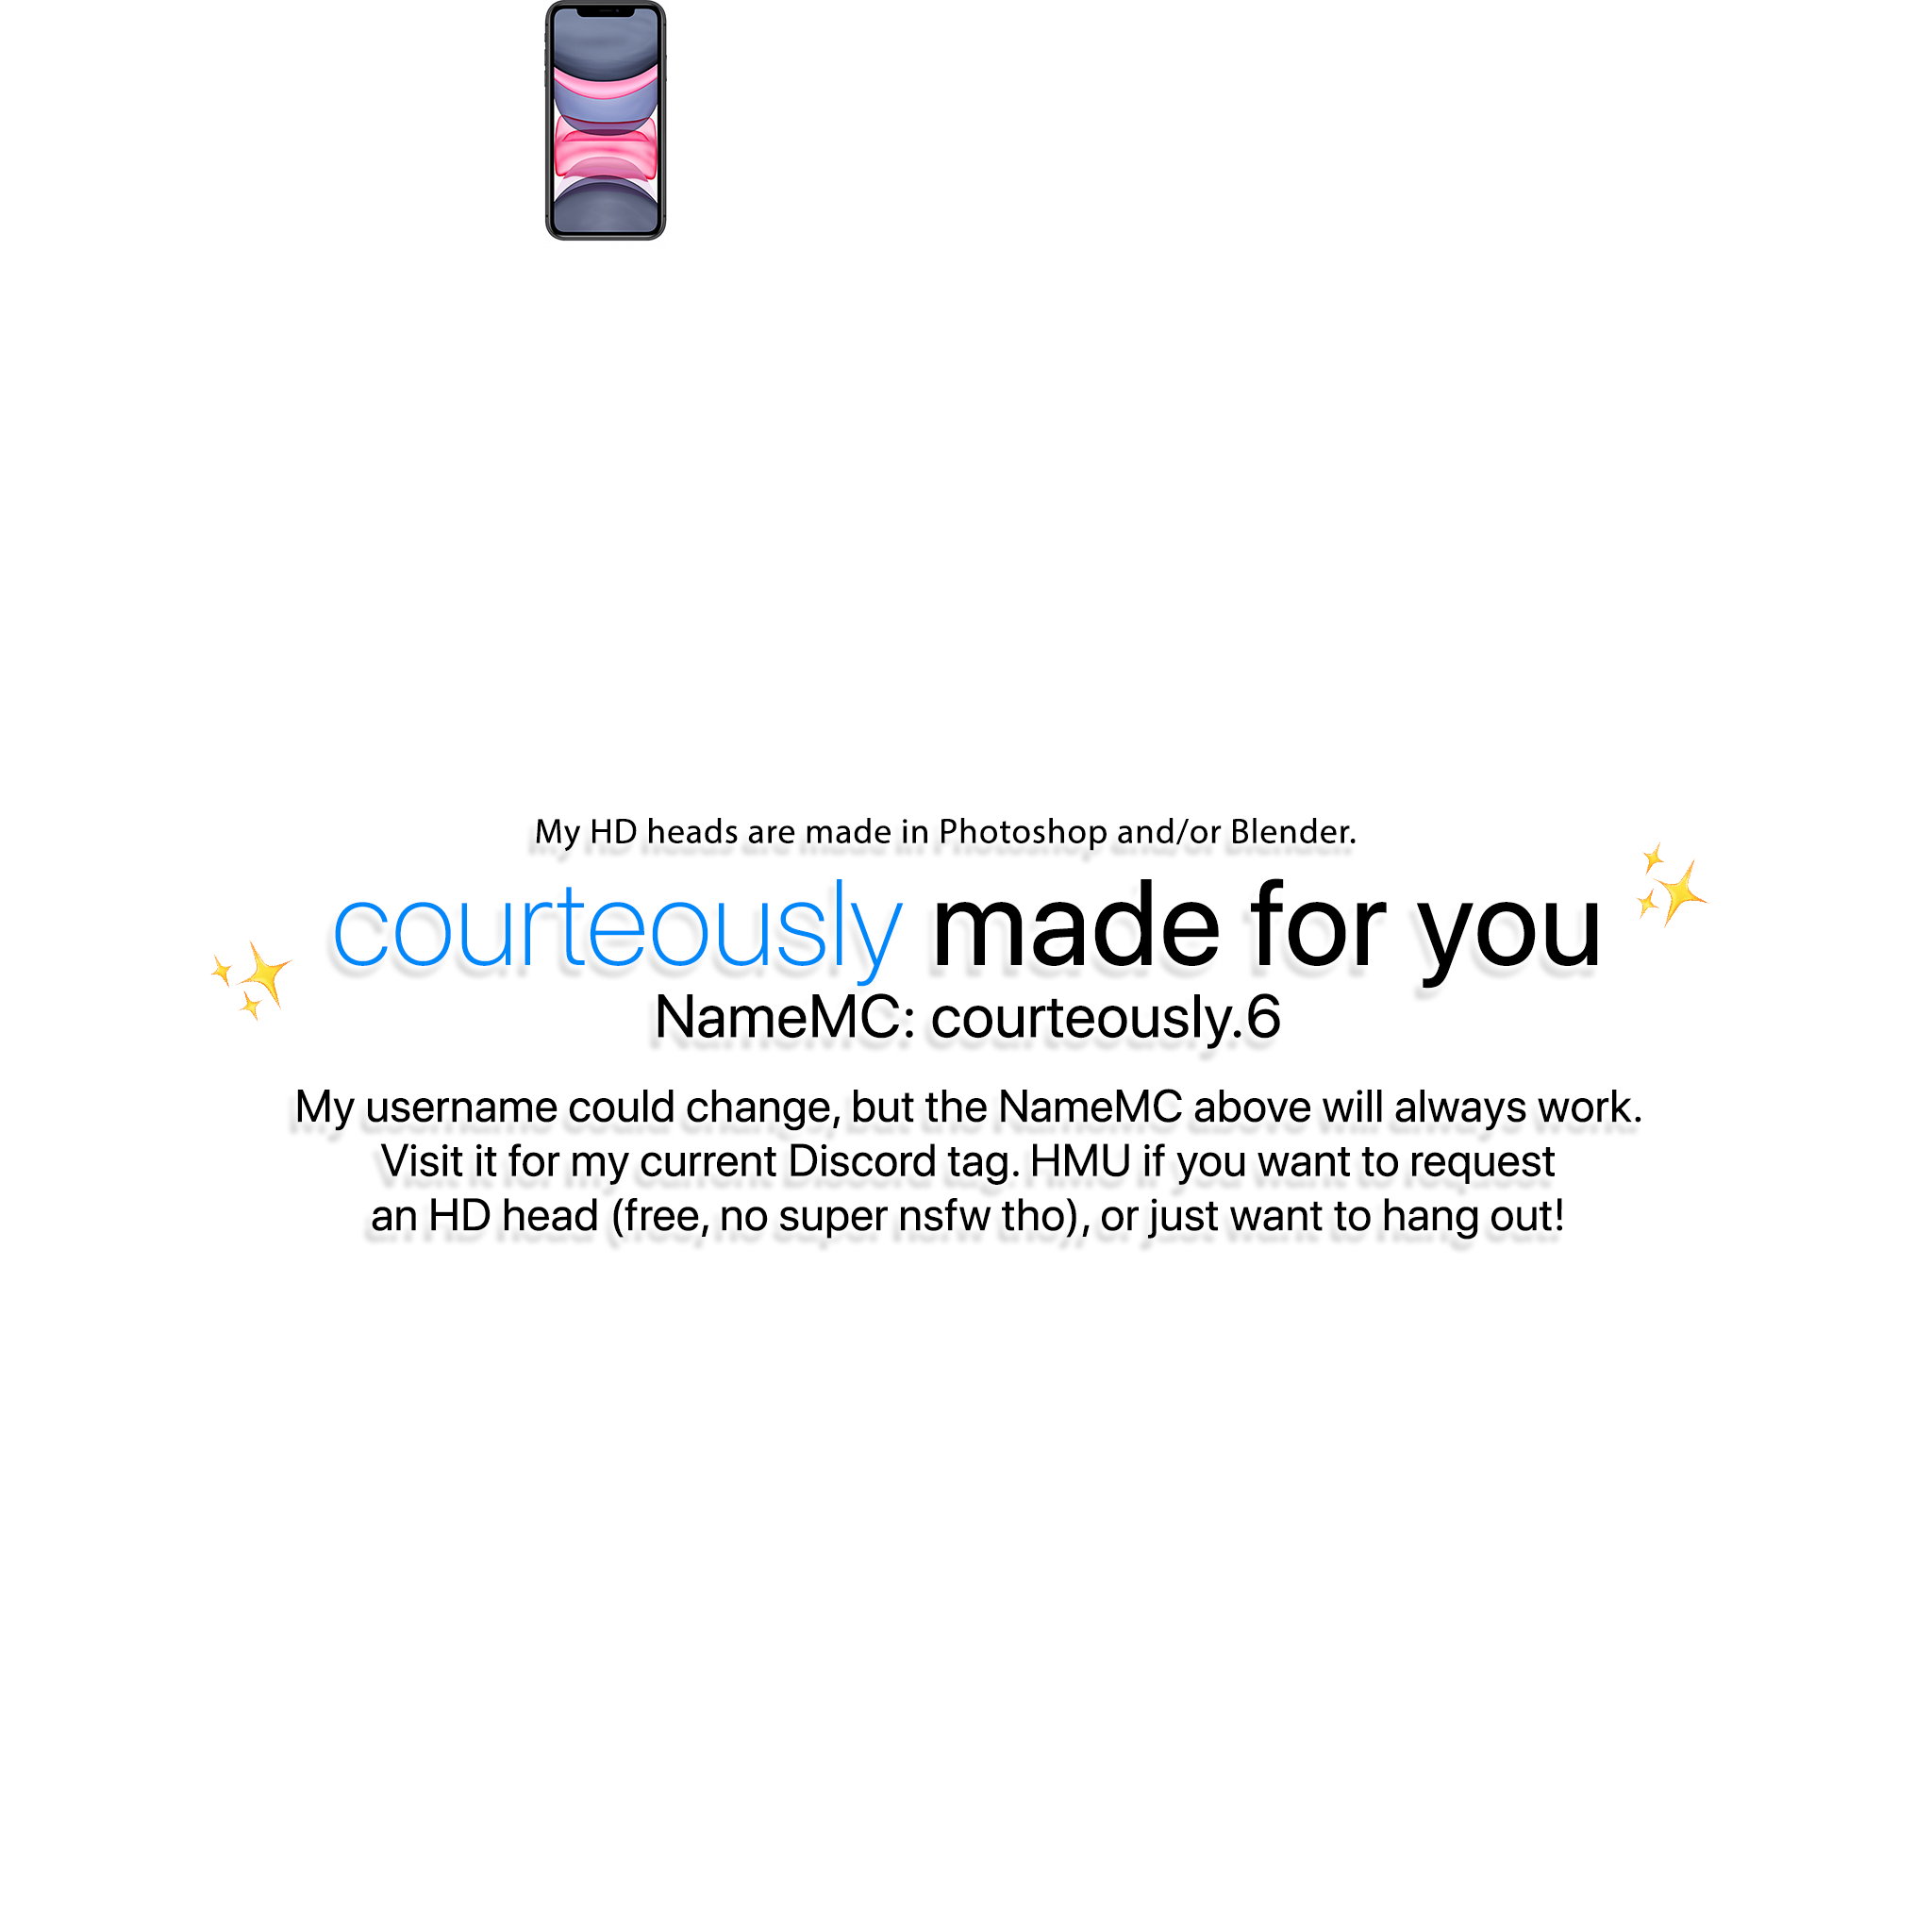 My HD heads are made in Photoshop and/or Blender.
courteously made for you
NameMC: courteously.6
My username could change, but the NameMC above will always work.
Visit it for my current Discord tag. HMU if you want to request
an HD head (free, no super nsfw tho), or just want to hang out!